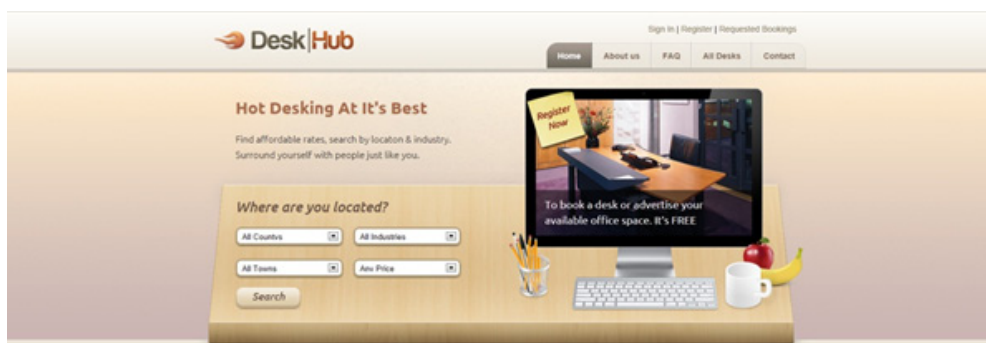 Desk|Hub
Sign In | Register | Requested Bookings
Home About us FAQ All Desks Contact
Hot Desking At It's Best
Find affordable rates, search by locaton & industry.
Surround yourself with people just like you.
Register
Now
To book a desk or advertise your
available office space. It's FREE
Where are you located?
All Countys All Industries
All Towns Any Price
Search